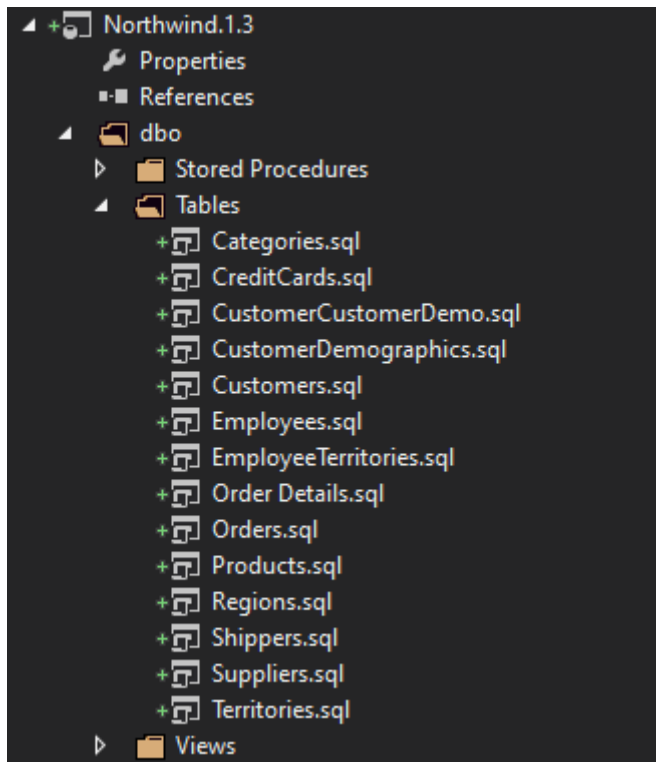 Northwind.1.3
Properties
References
dbo
Stored Procedures
Tables
Categories.sql
CreditCards.sql
CustomerCustomerDemo.sql
CustomerDemographics.sql
Customers.sql
Employees.sql
EmployeeTerritories.sql
Order Details.sql
Orders.sql
Products.sql
Regions.sql
Shippers.sql
Suppliers.sql
Territories.sql
Views